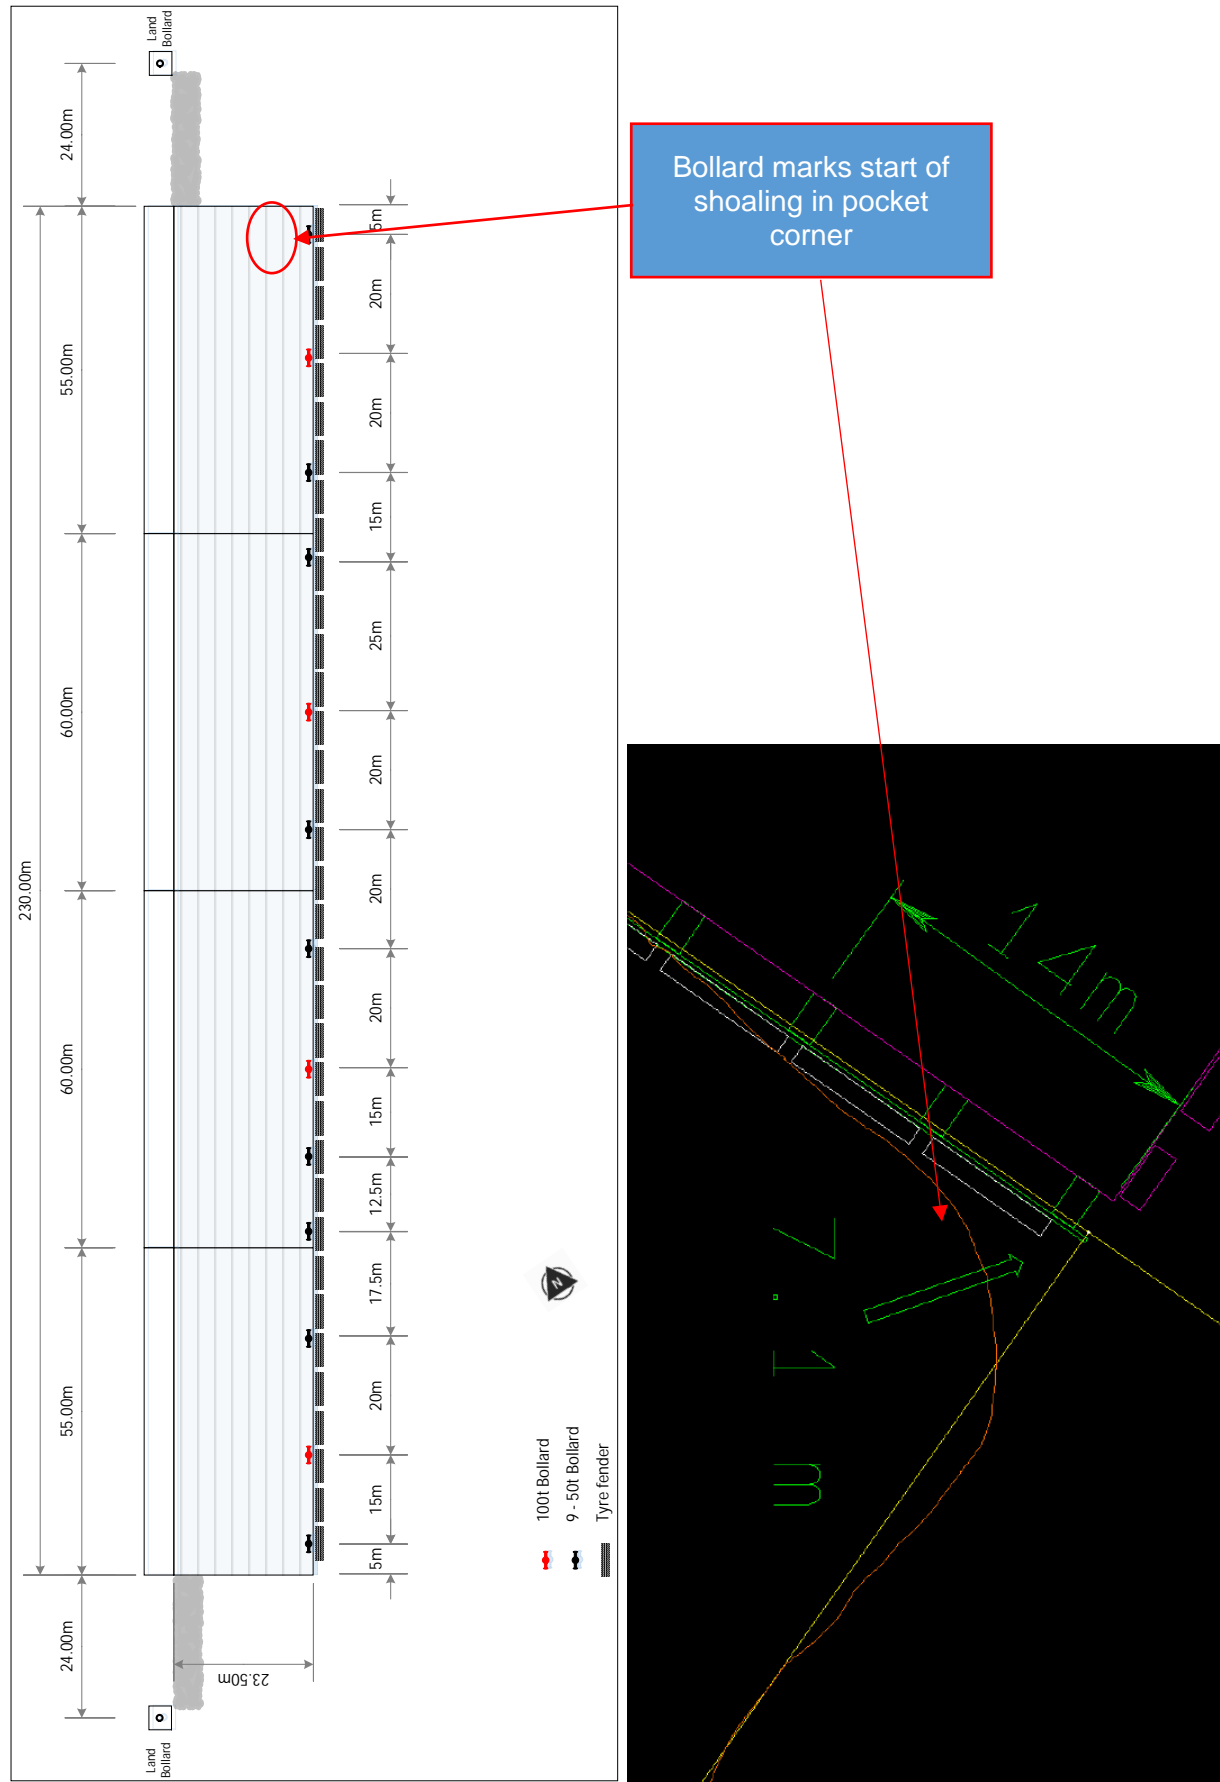 Land
Bollard
24.00m
55.00m
60.00m
230.00m
60.00m
55.00m
24.00m
Land
Bollard
23.50m
5m
20m
20m
15m
25m
20m
20m
20m
15m
12.5m
17.5m
20m
15m
5m
N
100t Bollard
9 - 50t Bollard
Tyre fender
Bollard marks start of
shoaling in pocket
corner
14m
7.1m